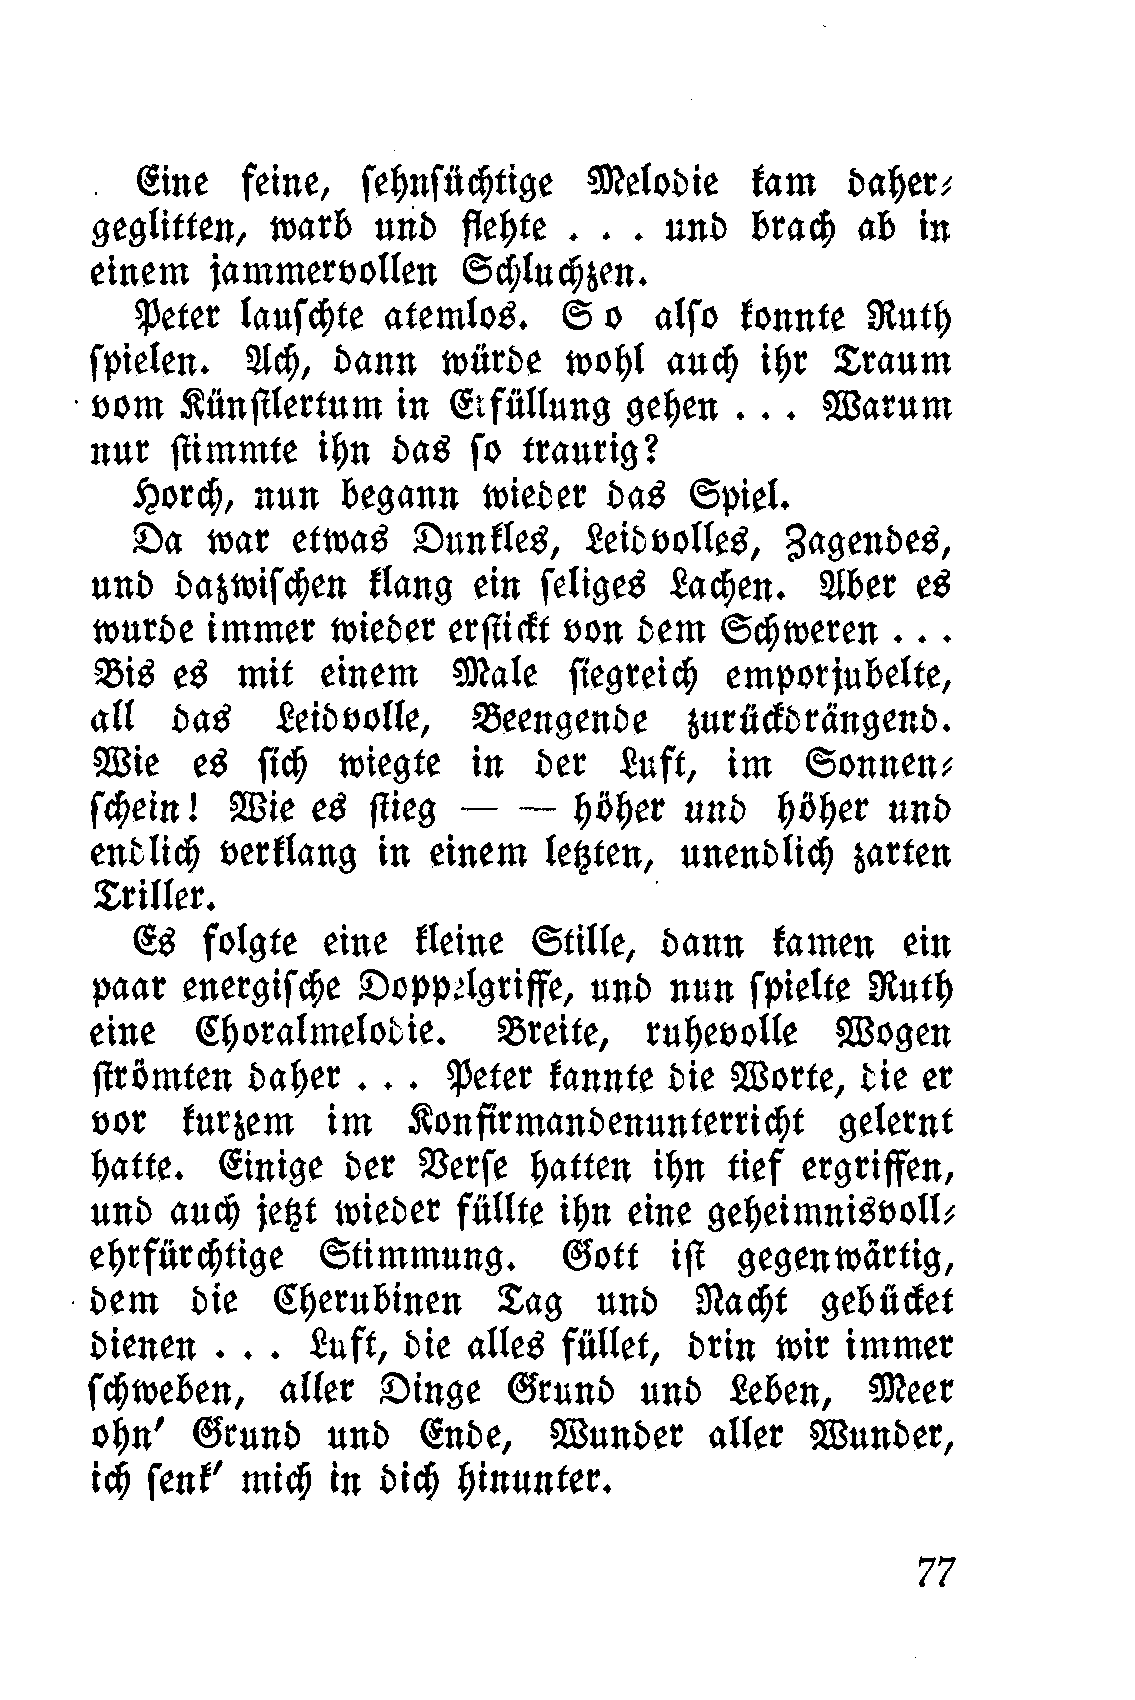 Eine feine, sehnsüchtige Melodie kam daher-
geglitten, warb und flehte . . . und brach ab in
einem jammervollen Schluchzen.
Peter lauschte atemlos. So also konnte Ruth
spielen. Ach, dann würde wohl auch ihr Traum
vom Künstlertum in Erfüllung gehen . . . Warum
nur stimmte ihn das so traurig?
Horch, nun begann wieder das Spiel.
Da war etwas Dunkles, Leidvolles, Zagendes,
und dazwischen klang ein seliges Lachen. Aber es
wurde immer wieder erstickt von dem Schweren . . .
Bis es mit einem Male siegreich emporjubelte,
all das Leidvolle, Beengende zurückdrängend.
Wie es sich wiegte in der Luft, im Sonnen-
schein! Wie es stieg — — höher und höher und
endlich verklang in einem letzten, unendlich zarten
Triller.
Es folgte eine kleine Stille, dann kamen ein
paar energische Doppelgriffe, und nun spielte Ruth
eine Choralmelodie. Breite, ruhevolle Wogen
strömten daher . . . Peter kannte die Worte, die er
vor kurzem im Konfirmandenunterricht gelernt
hatte. Einige der Verse hatten ihn tief ergriffen,
und auch jetzt wieder füllte ihn eine geheimnisvoll-
ehrfürchtige Stimmung. Gott ist gegenwärtig,
dem die Cherubinen Tag und Nacht gebücket
dienen . . . Luft, die alles füllet, drin wir immer
schweben, aller Dinge Grund und Leben, Meer
ohn' Grund und Ende, Wunder aller Wunder,
ich senk' mich in dich hinunter.
77